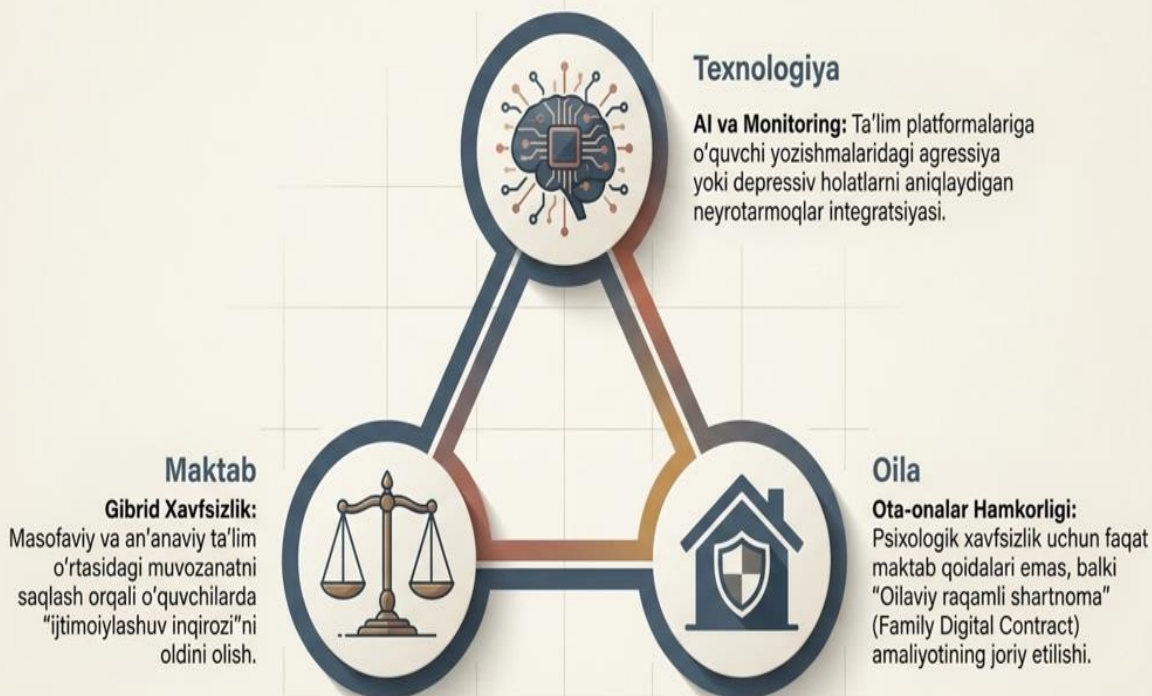 Texnologiya
AI va Monitoring: Ta’lim platformalariga
o‘quvchi yozishmalaridagi agressiya
yoki depressiv holatlarni aniqlaydigan
neyrotarmoqlar integratsiyasi.
Maktab
Gibrid Xavfsizlik:
Masofaviy va an’anaviy ta’lim
o‘rtasidagi muvozanatni
saqlash orqali o‘quvchilarda
“ijtimoiylashuv inqirozi”ni
oldini olish.
Oila
Ota-onalar Hamkorligi:
Psixologik xavfsizlik uchun faqat
maktab qoidalari emas, balki
“Oilaviy raqamli shartnoma”
(Family Digital Contract)
amaliyotining joriy etilishi.